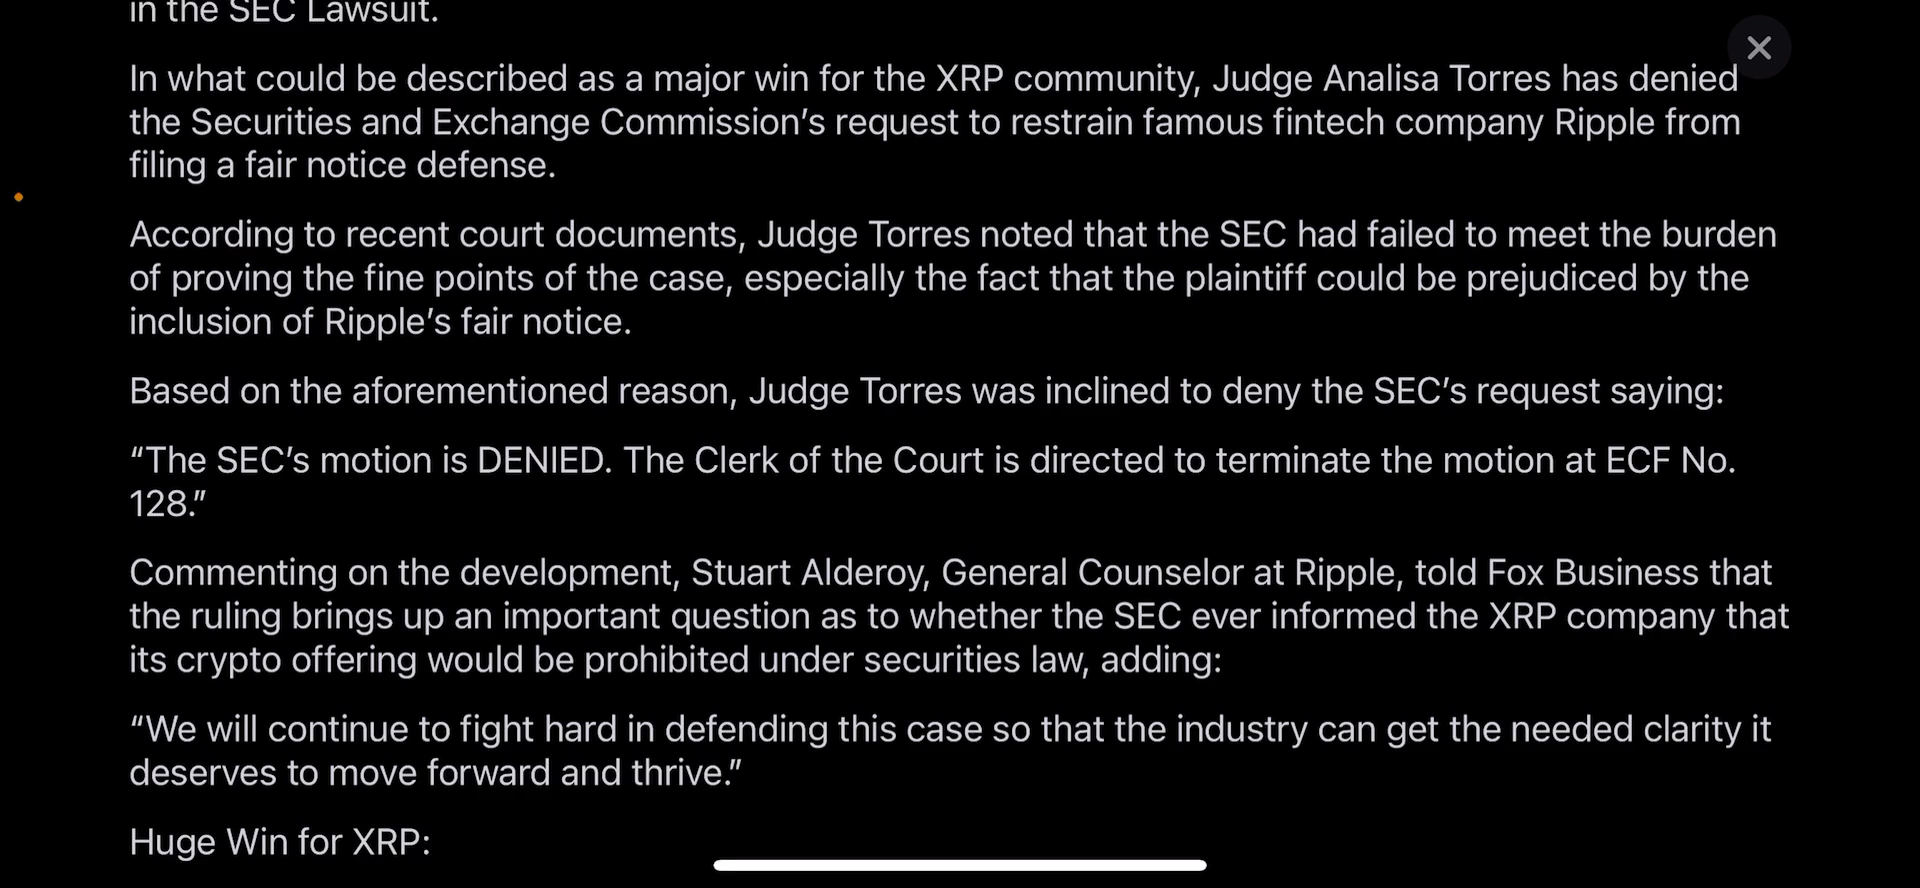 in the SEC Lawsuit.
In what could be described as a major win for the XRP community, Judge Analisa Torres has denied
the Securities and Exchange Commission’s request to restrain famous fintech company Ripple from
filing a fair notice defense.
According to recent court documents, Judge Torres noted that the SEC had failed to meet the burden
of proving the fine points of the case, especially the fact that the plaintiff could be prejudiced by the
inclusion of Ripple’s fair notice.
Based on the aforementioned reason, Judge Torres was inclined to deny the SEC’s request saying:
“The SEC’s motion is DENIED. The Clerk of the Court is directed to terminate the motion at ECF No.
128.”
Commenting on the development, Stuart Alderoy, General Counselor at Ripple, told Fox Business that
the ruling brings up an important question as to whether the SEC ever informed the XRP company that
its crypto offering would be prohibited under securities law, adding:
“We will continue to fight hard in defending this case so that the industry can get the needed clarity it
deserves to move forward and thrive.”
Huge Win for XRP: